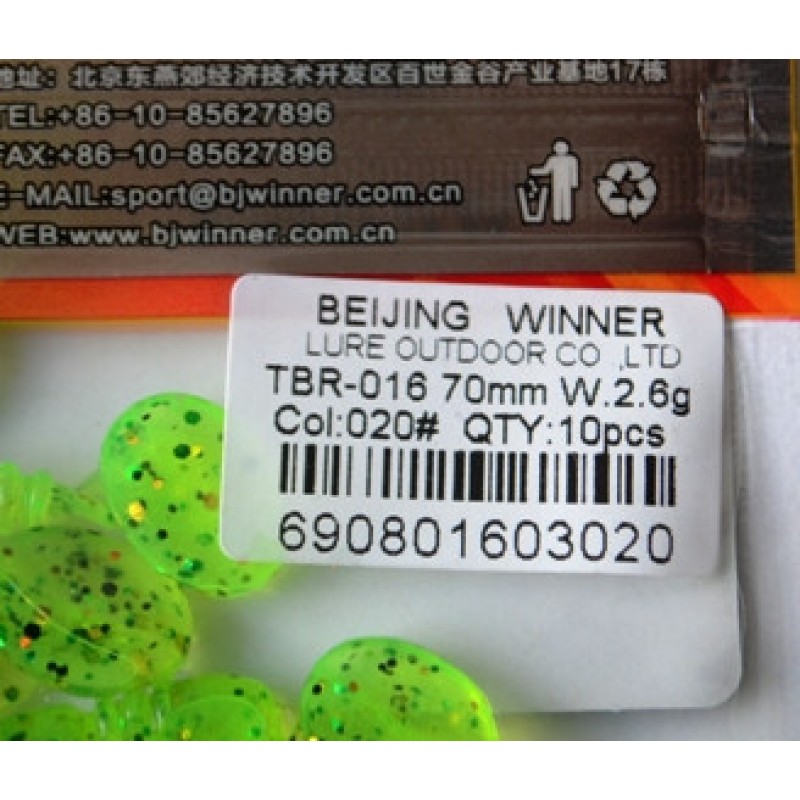 地址：北京东燕郊经济技术开发区百世金谷产业基地17栋
TEL:+86-10-85627896
FAX:+86-10-85627896
E-MAIL:sport@bjwinner.com.cn
WEB:www.bjwinner.com.cn
BEIJING WINNER
LURE OUTDOOR CO ,LTD
TBR-016 70mm W.2.6g
Col:020# QTY:10pcs
690801603020